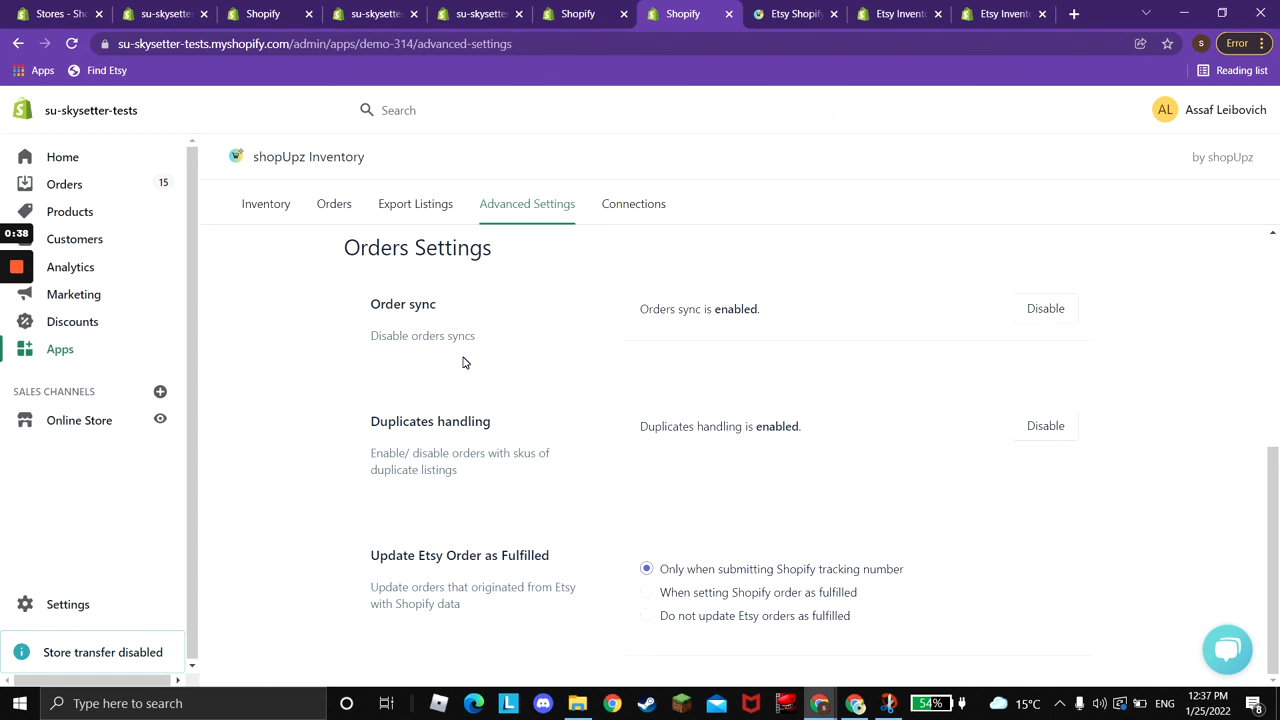 Stores - Sh
su-skysetter
Shopify
su-skysetter
su-skysetter
Shopify
Shopify
Etsy Shopify
Etsy Invent
Etsy Invent
su-skysetter-tests.myshopify.com/admin/apps/demo-314/advanced-settings
S
Error
Apps
Find Etsy
Reading list
su-skysetter-tests
Search
AL
Assaf Leibovich
Home
Orders
15
Products
0:38
Customers
Analytics
Marketing
Discounts
Apps
SALES CHANNELS
Online Store
Settings
Store transfer disabled
shopUpz Inventory
by shopUpz
Inventory
Orders
Export Listings
Advanced Settings
Connections
Orders Settings
Order sync
Disable orders syncs
Orders sync is enabled.
Disable
Duplicates handling
Enable/ disable orders with skus of
duplicate listings
Duplicates handling is enabled.
Disable
Update Etsy Order as Fulfilled
Update orders that originated from Etsy
with Shopify data
Only when submitting Shopify tracking number
When setting Shopify order as fulfilled
Do not update Etsy orders as fulfilled
Type here to search
L
54%
15°C
ENG
12:37 PM
1/25/2022
8